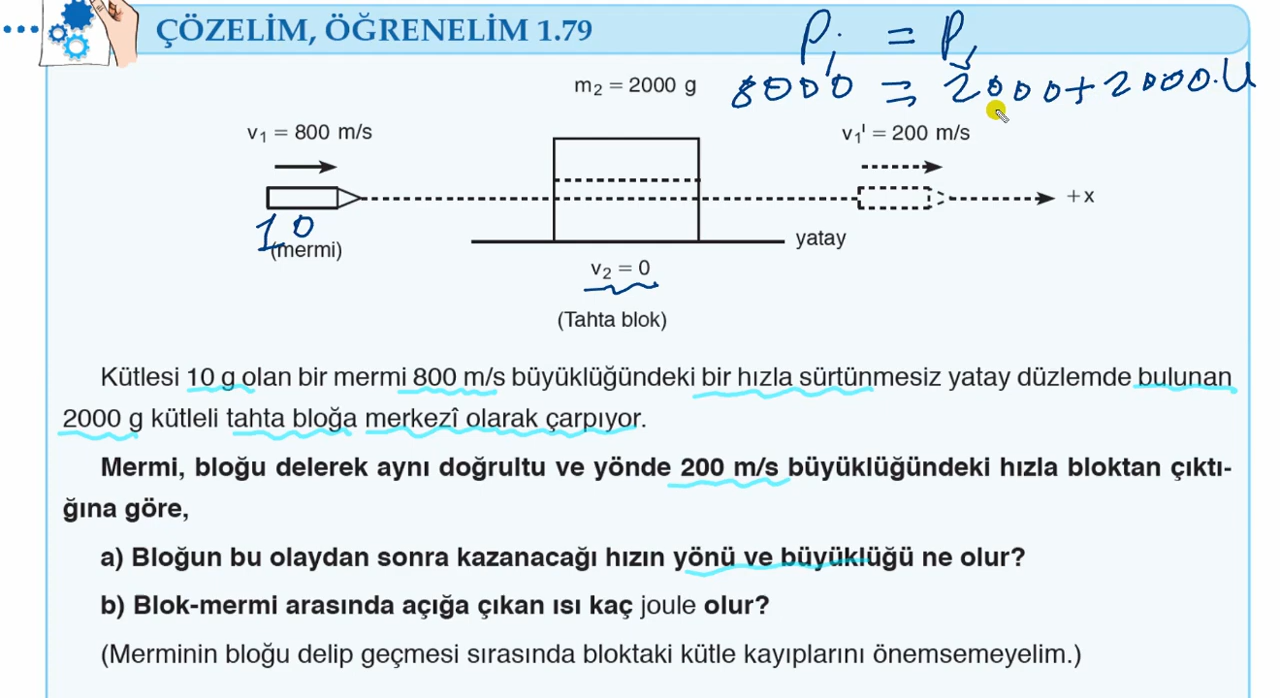 ÇÖZELİM, ÖĞRENELİM 1.79
Pi = Ps
8000 = 2000+2000.U
m2 = 2000 g
v1 = 800 m/s
v1' = 200 m/s
+x
10
(mermi)
yatay
v2 = 0
(Tahta blok)
Kütlesi 10 g olan bir mermi 800 m/s büyüklüğündeki bir hızla sürtünmesiz yatay düzlemde bulunan
2000 g kütleli tahta bloğa merkezî olarak çarpıyor.
Mermi, bloğu delerek aynı doğrultu ve yönde 200 m/s büyüklüğündeki hızla bloktan çıktı-
ğına göre,
a) Bloğun bu olaydan sonra kazanacağı hızın yönü ve büyüklüğü ne olur?
b) Blok-mermi arasında açığa çıkan ısı kaç joule olur?
(Merminin bloğu delip geçmesi sırasında bloktaki kütle kayıplarını önemsemeyelim.)